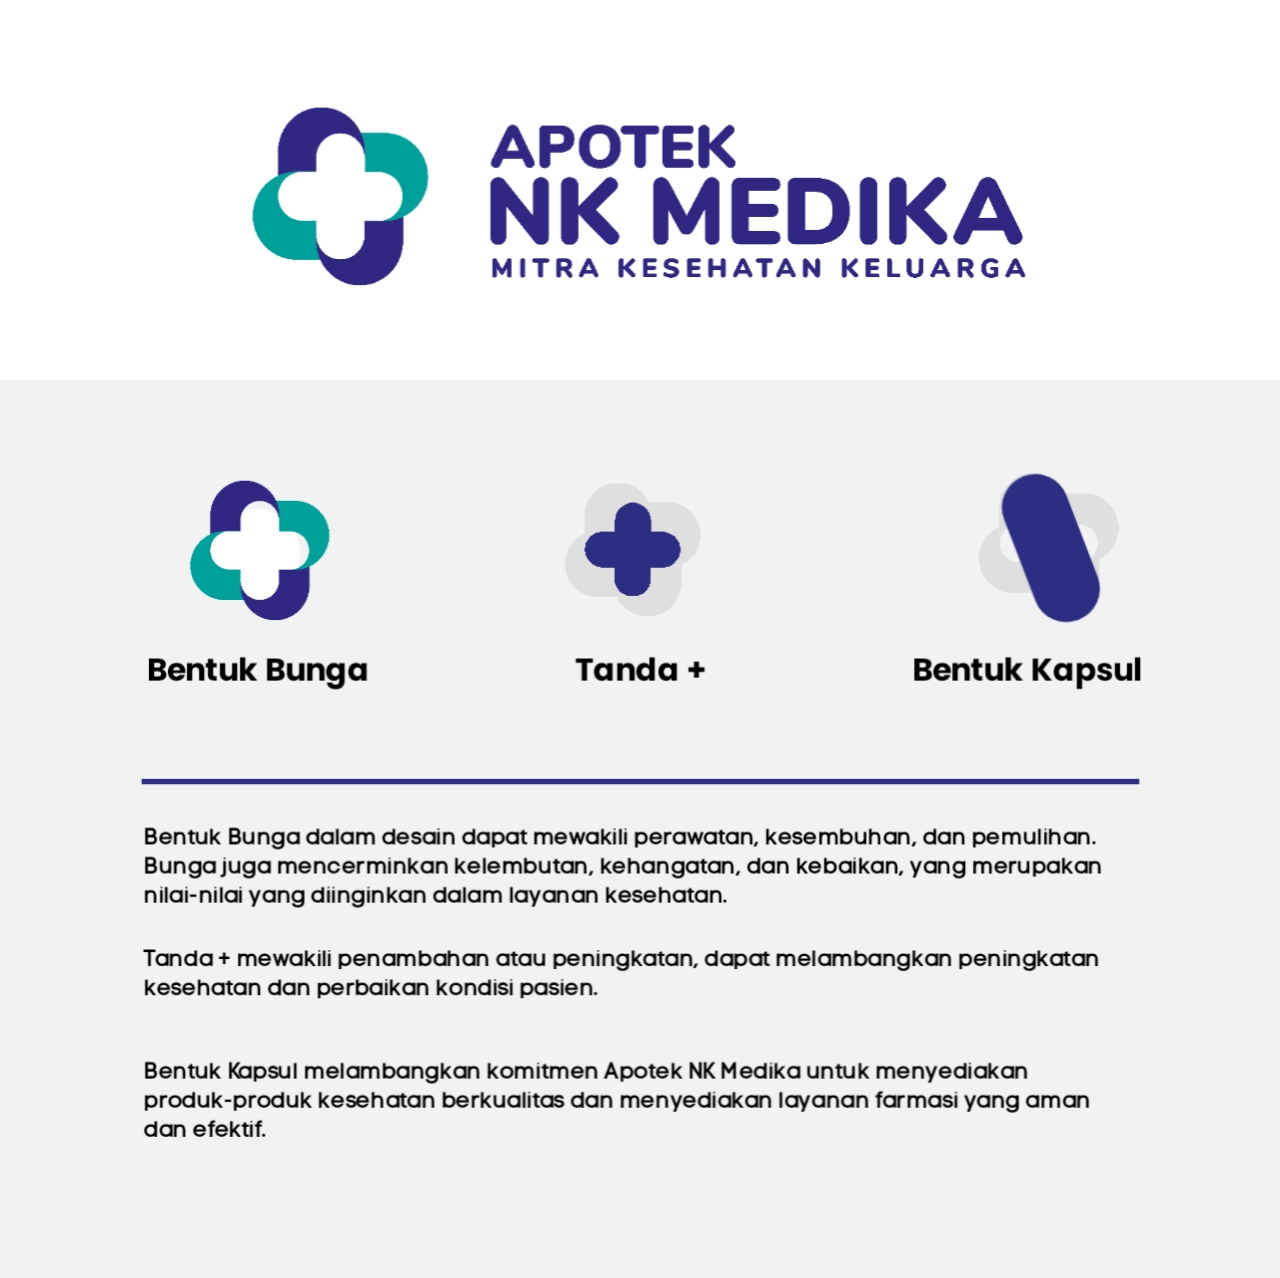 APOTEK
NK MEDIKA
MITRA KESEHATAN KELUARGA
Bentuk Bunga
Tanda +
Bentuk Kapsul
Bentuk Bunga dalam desain dapat mewakili perawatan, kesembuhan, dan pemulihan.
Bunga juga mencerminkan kelembutan, kehangatan, dan kebaikan, yang merupakan
nilai-nilai yang diinginkan dalam layanan kesehatan.
Tanda + mewakili penambahan atau peningkatan, dapat melambangkan peningkatan
kesehatan dan perbaikan kondisi pasien.
Bentuk Kapsul melambangkan komitmen Apotek NK Medika untuk menyediakan
produk-produk kesehatan berkualitas dan menyediakan layanan farmasi yang aman
dan efektif.